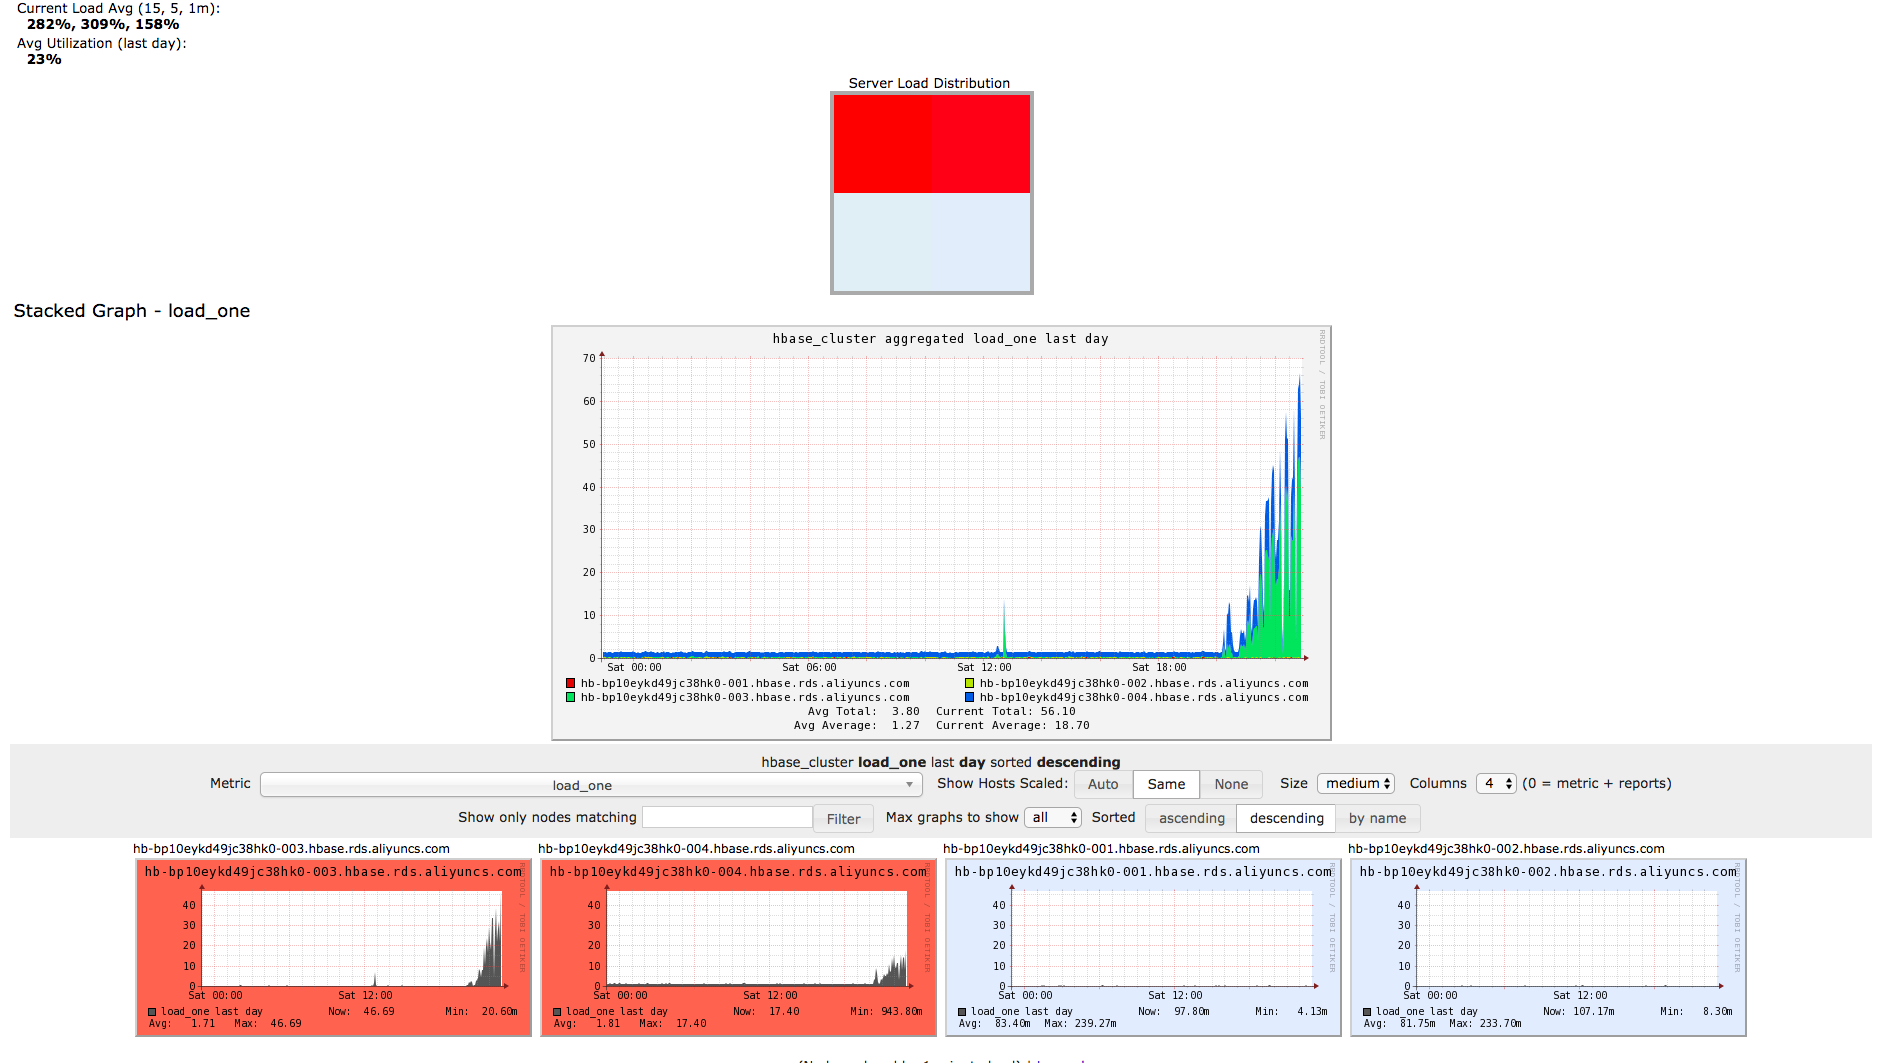 Current Load Avg (15, 5, 1m):
282%, 309%, 158%
Avg Utilization (last day):
23%
Server Load Distribution
Stacked Graph - load_one
hbase_cluster aggregated load_one last day
RRDTOOL / TOBI OETIKER
70
60
50
40
30
20
10
0
Sat 00:00 Sat 06:00 Sat 12:00 Sat 18:00
hb-bp10eykd49jc38hk0-001.hbase.rds.aliyuncs.com hb-bp10eykd49jc38hk0-002.hbase.rds.aliyuncs.com
hb-bp10eykd49jc38hk0-003.hbase.rds.aliyuncs.com hb-bp10eykd49jc38hk0-004.hbase.rds.aliyuncs.com
Avg Total: 3.80 Current Total: 56.10
Avg Average: 1.27 Current Average: 18.70
hbase_cluster load_one last day sorted descending
Metric load_one Show Hosts Scaled: Auto Same None Size medium Columns 4 (0 = metric + reports)
Show only nodes matching Filter Max graphs to show all Sorted ascending descending by name
hb-bp10eykd49jc38hk0-003.hbase.rds.aliyuncs.com
hb-bp10eykd49jc38hk0-003.hbase.rds.aliyuncs.com
RRDTOOL / TOBI OETIKER
40
30
20
10
0
Sat 00:00 Sat 12:00
load_one last day Now: 46.69 Min: 20.60m
Avg: 1.71 Max: 46.69
hb-bp10eykd49jc38hk0-004.hbase.rds.aliyuncs.com
hb-bp10eykd49jc38hk0-004.hbase.rds.aliyuncs.com
RRDTOOL / TOBI OETIKER
40
30
20
10
0
Sat 00:00 Sat 12:00
load_one last day Now: 17.40 Min: 943.80m
Avg: 1.81 Max: 17.40
hb-bp10eykd49jc38hk0-001.hbase.rds.aliyuncs.com
hb-bp10eykd49jc38hk0-001.hbase.rds.aliyuncs.com
RRDTOOL / TOBI OETIKER
40
30
20
10
0
Sat 00:00 Sat 12:00
load_one last day Now: 97.80m Min: 4.13m
Avg: 83.40m Max: 239.27m
hb-bp10eykd49jc38hk0-002.hbase.rds.aliyuncs.com
hb-bp10eykd49jc38hk0-002.hbase.rds.aliyuncs.com
RRDTOOL / TOBI OETIKER
40
30
20
10
0
Sat 00:00 Sat 12:00
load_one last day Now: 107.17m Min: 8.30m
Avg: 81.75m Max: 233.70m